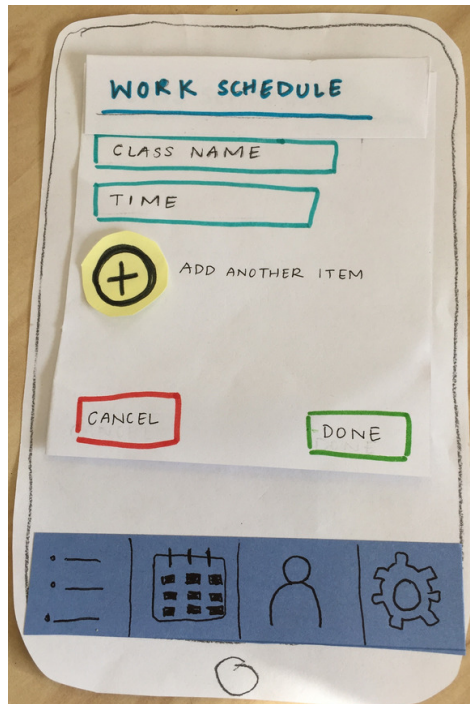 WORK SCHEDULE
CLASS NAME
TIME
+ ADD ANOTHER ITEM
CANCEL
DONE